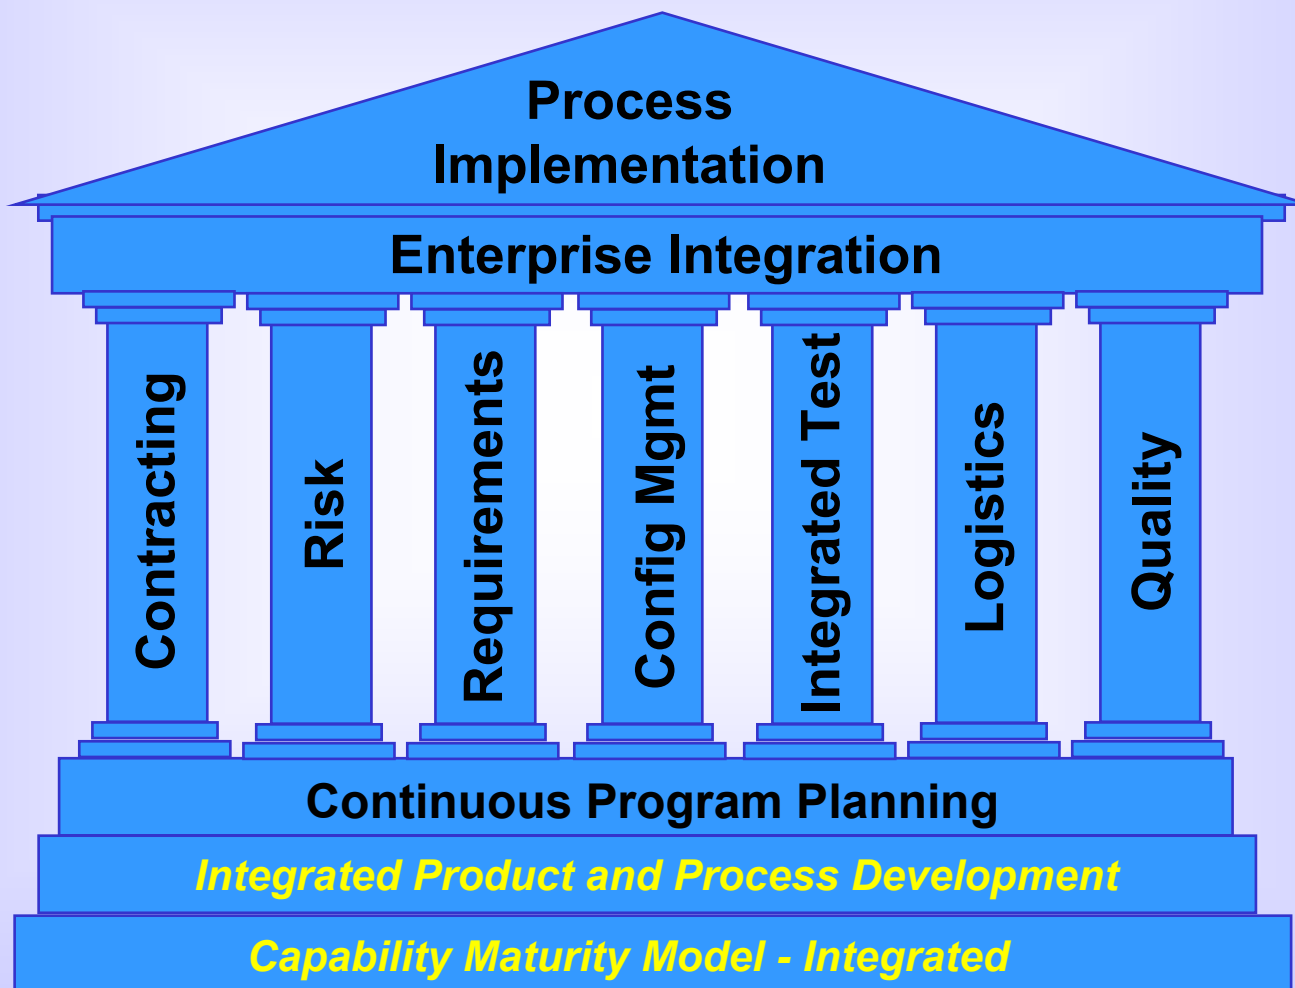 Process
Implementation
Enterprise Integration
Contracting
Risk
Requirements
Config Mgmt
Integrated Test
Logistics
Quality
Continuous Program Planning
Integrated Product and Process Development
Capability Maturity Model - Integrated